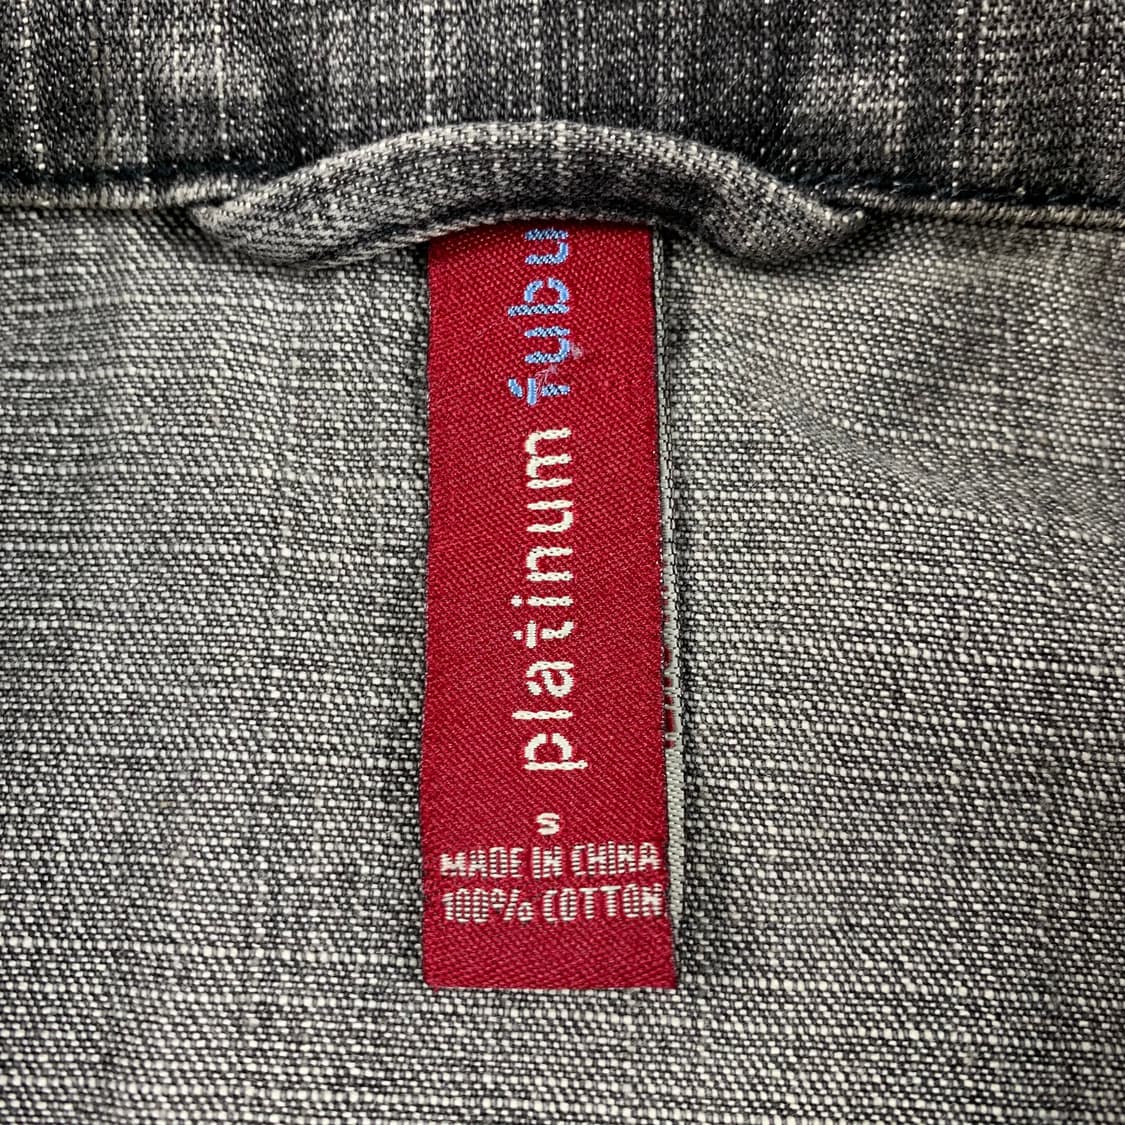 platinum fubu
S
MADE IN CHINA
100% COTTON